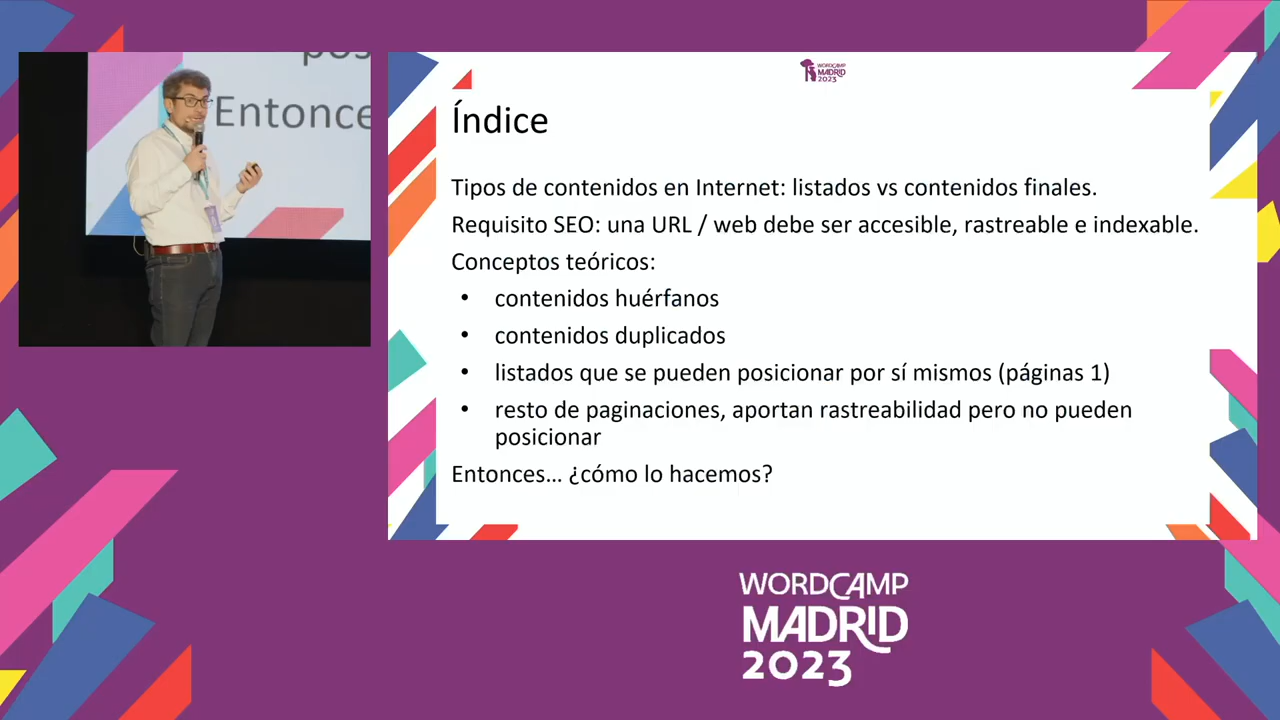 pos
Entonce
WORDCAMP
MADRID
2023
Índice
Tipos de contenidos en Internet: listados vs contenidos finales.
Requisito SEO: una URL / web debe ser accesible, rastreable e indexable.
Conceptos teóricos:
• contenidos huérfanos
• contenidos duplicados
• listados que se pueden posicionar por sí mismos (páginas 1)
• resto de paginaciones, aportan rastreabilidad pero no pueden
posicionar
Entonces... ¿cómo lo hacemos?
WORDCAMP
MADRID
2023